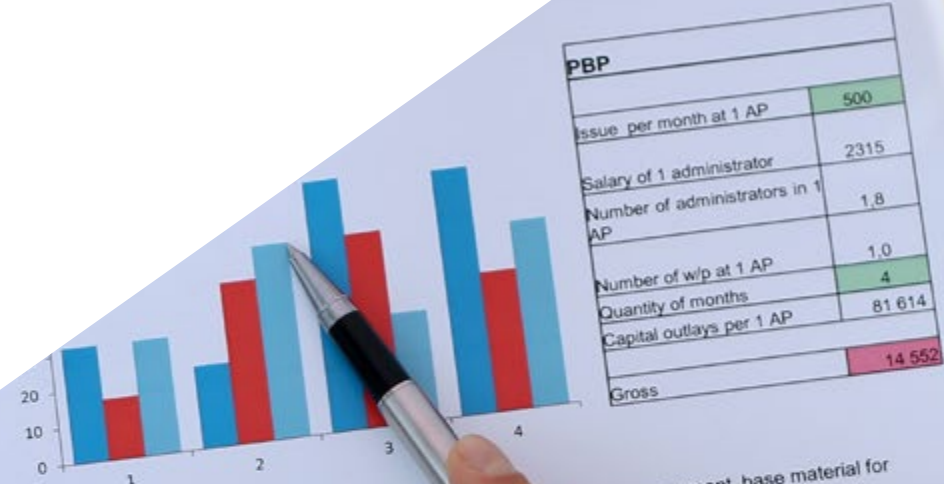 PBP
Issue per month at 1 AP 500
Salary of 1 administrator 2315
Number of administrators in 1
AP 1,8
Number of w/p at 1 AP 1,0
Quantity of months 4
Capital outlays per 1 AP 81 614
Gross 14 552
20
10
0
1 2 3 4
base material for